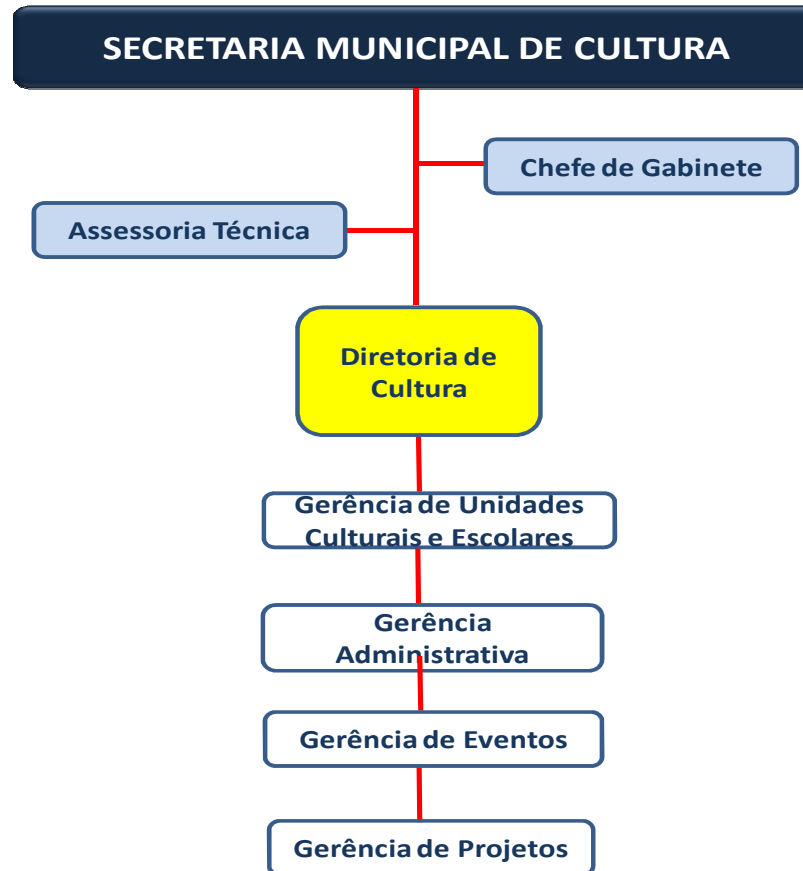 SECRETARIA MUNICIPAL DE CULTURA
Chefe de Gabinete
Assessoria Técnica
Diretoria de
Cultura
Gerência de Unidades
Culturais e Escolares
Gerência
Administrativa
Gerência de Eventos
Gerência de Projetos